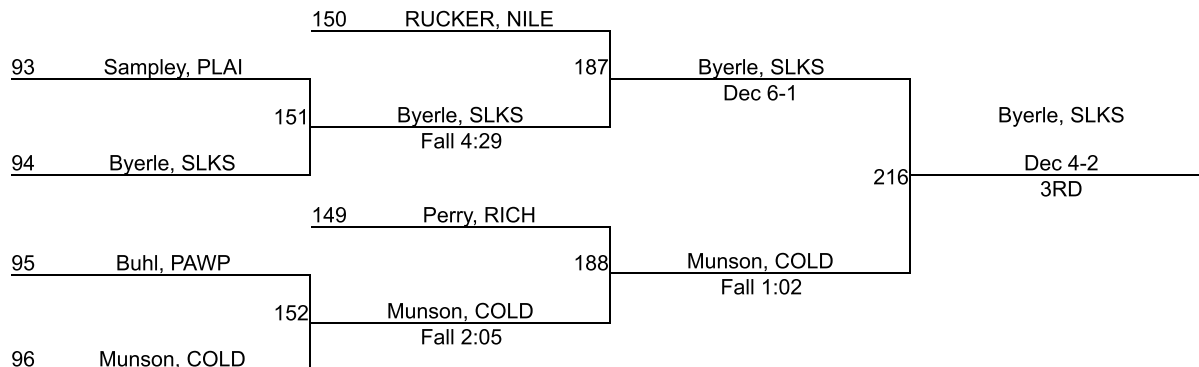 150 RUCKER, NILE
93 Sampley, PLAI
187 Byerle, SLKS
Dec 6-1
151 Byerle, SLKS
Fall 4:29
Byerle, SLKS
94 Byerle, SLKS
216 Dec 4-2
3RD
149 Perry, RICH
95 Buhl, PAWP
188 Munson, COLD
Fall 1:02
152 Munson, COLD
Fall 2:05
96 Munson, COLD